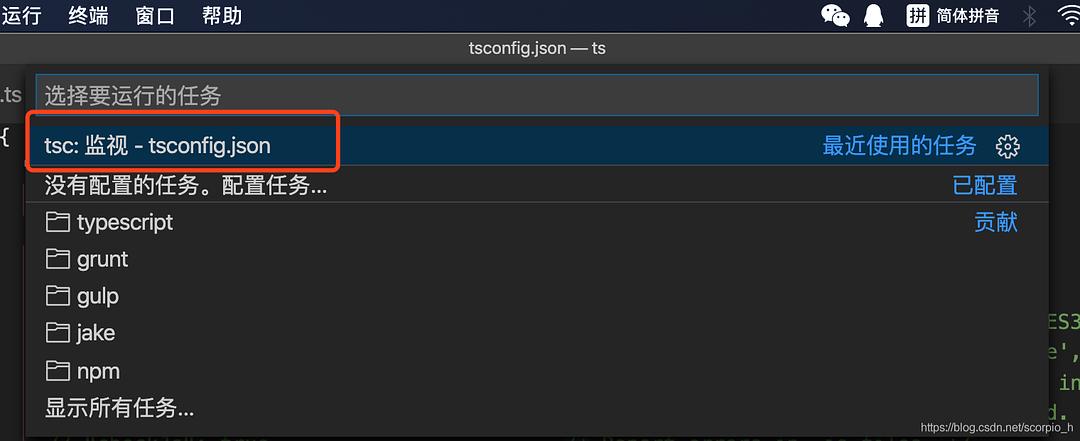 运行 终端 窗口 帮助 拼 简体拼音
tsconfig.json — ts
.ts
选择要运行的任务
{
tsc: 监视 - tsconfig.json 最近使用的任务
没有配置的任务。配置任务... 已配置
typescript 贡献
grunt
gulp
ES3
jake
e',
npm
in
显示所有任务...
d.
https://blog.csdn.net/scorpio_h